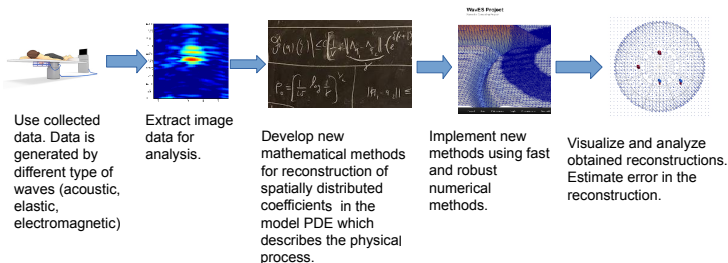 WavES Project
Use collected
data. Data is
generated by
different type of
waves (acoustic,
elastic,
electromagnetic)
Extract image
data for
analysis.
Develop new
mathematical methods
for reconstruction of
spatially distributed
coefficients in the
model PDE which
describes the physical
process.
Implement new
methods using fast
and robust
numerical
methods.
Visualize and analyze
obtained reconstructions.
Estimate error in the
reconstruction.